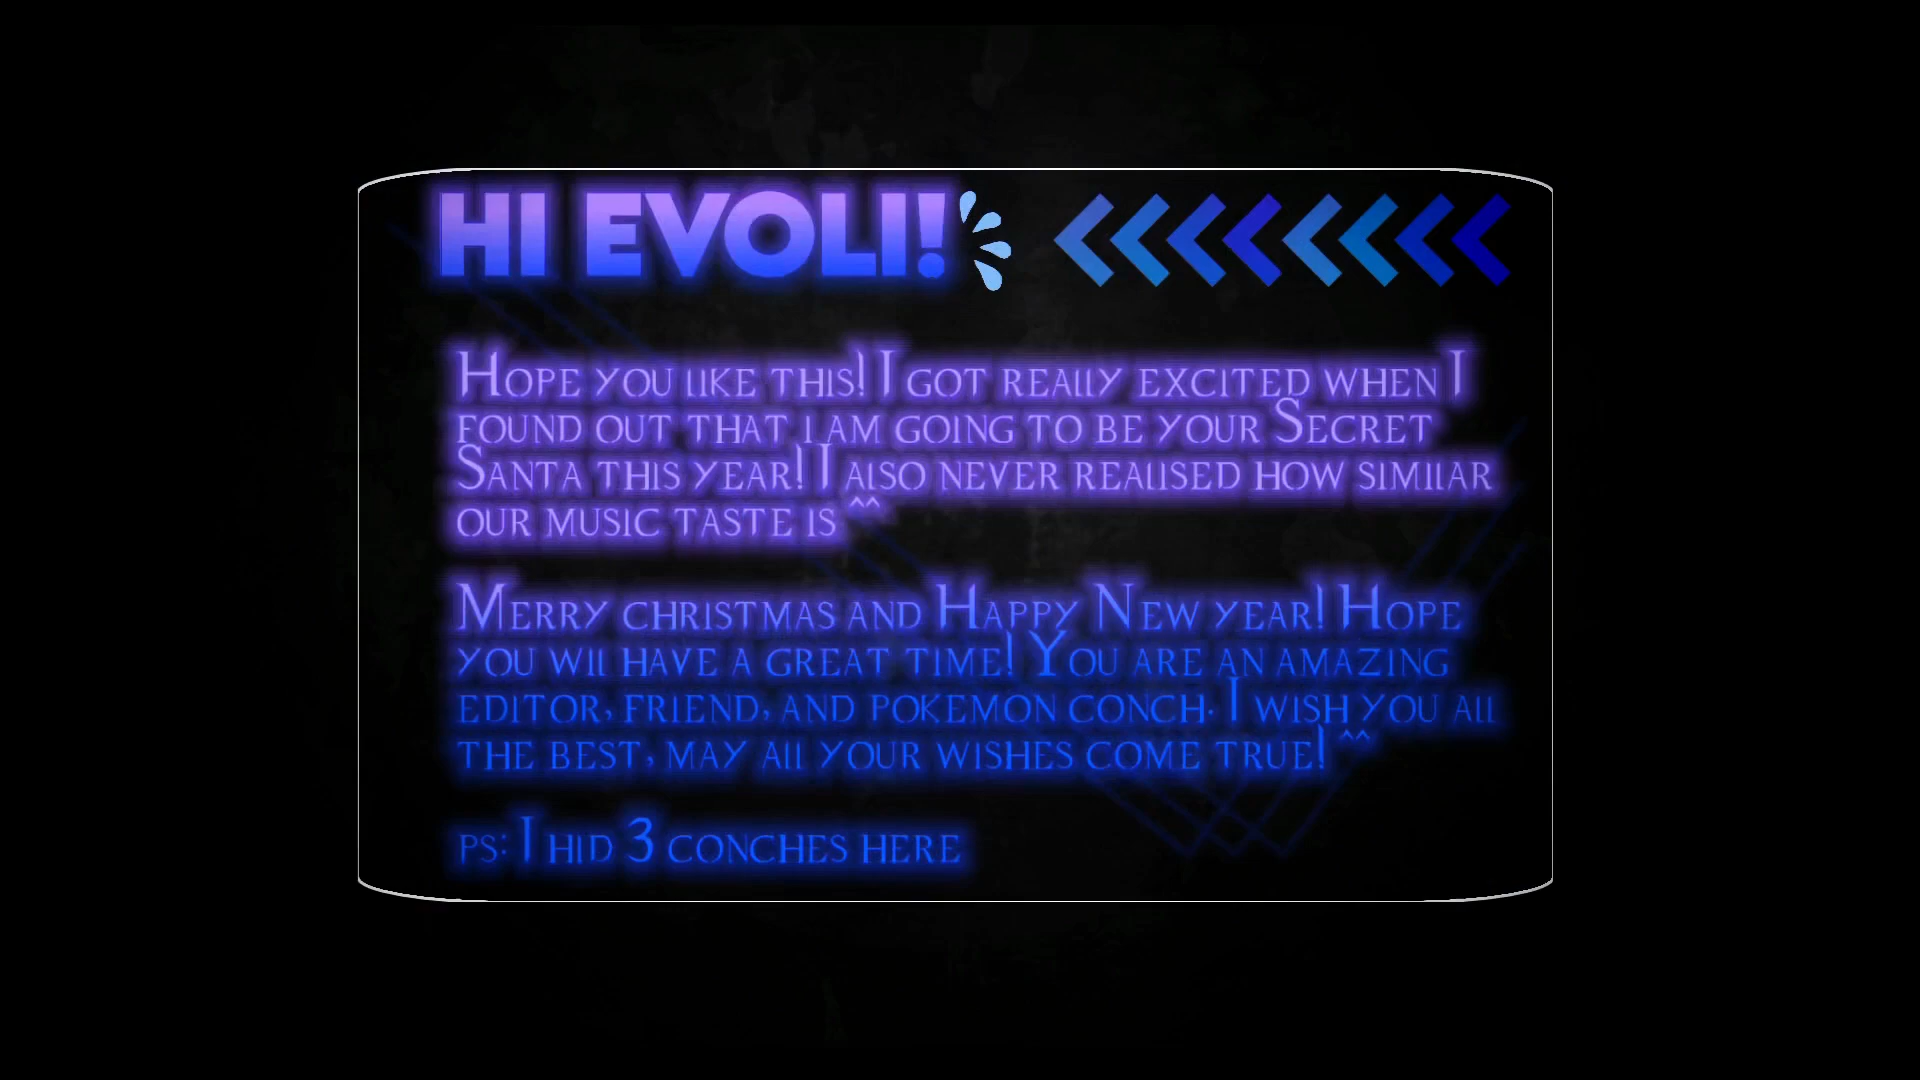 HI EVOLI!
Hope you like this! I got really excited when I
found out that i am going to be your Secret
Santa this year! I also never realised how similar
our music taste is ^^
Merry christmas and Happy New year! Hope
you will have a great time! You are an amazing
editor, friend, and pokemon conch. I wish you all
the best, may all your wishes come true! ^^
ps: I hid 3 conches here